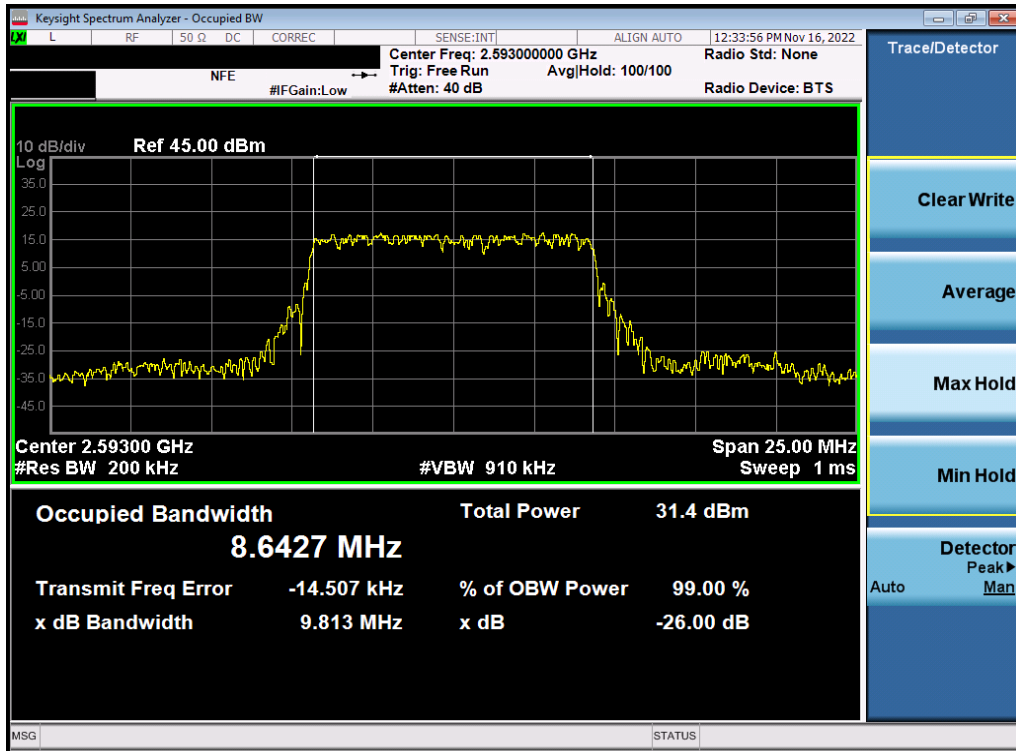 Keysight Spectrum Analyzer - Occupied BW
LXI L RF 50 Ω DC CORREC SENSE:INT ALIGN AUTO 12:33:56 PM Nov 16, 2022
Center Freq: 2.593000000 GHz Radio Std: None
NFE Trig: Free Run Avg|Hold: 100/100
#IFGain:Low #Atten: 40 dB Radio Device: BTS
Trace/Detector
10 dB/div Ref 45.00 dBm
Log
35.0
25.0
15.0
5.00
-5.00
-15.0
-25.0
-35.0
-45.0
Center 2.59300 GHz Span 25.00 MHz
#Res BW 200 kHz #VBW 910 kHz Sweep 1 ms
Occupied Bandwidth Total Power 31.4 dBm
8.6427 MHz
Transmit Freq Error -14.507 kHz % of OBW Power 99.00 %
x dB Bandwidth 9.813 MHz x dB -26.00 dB
Clear Write
Average
Max Hold
Min Hold
Detector
Peak▶
Auto Man
MSG STATUS